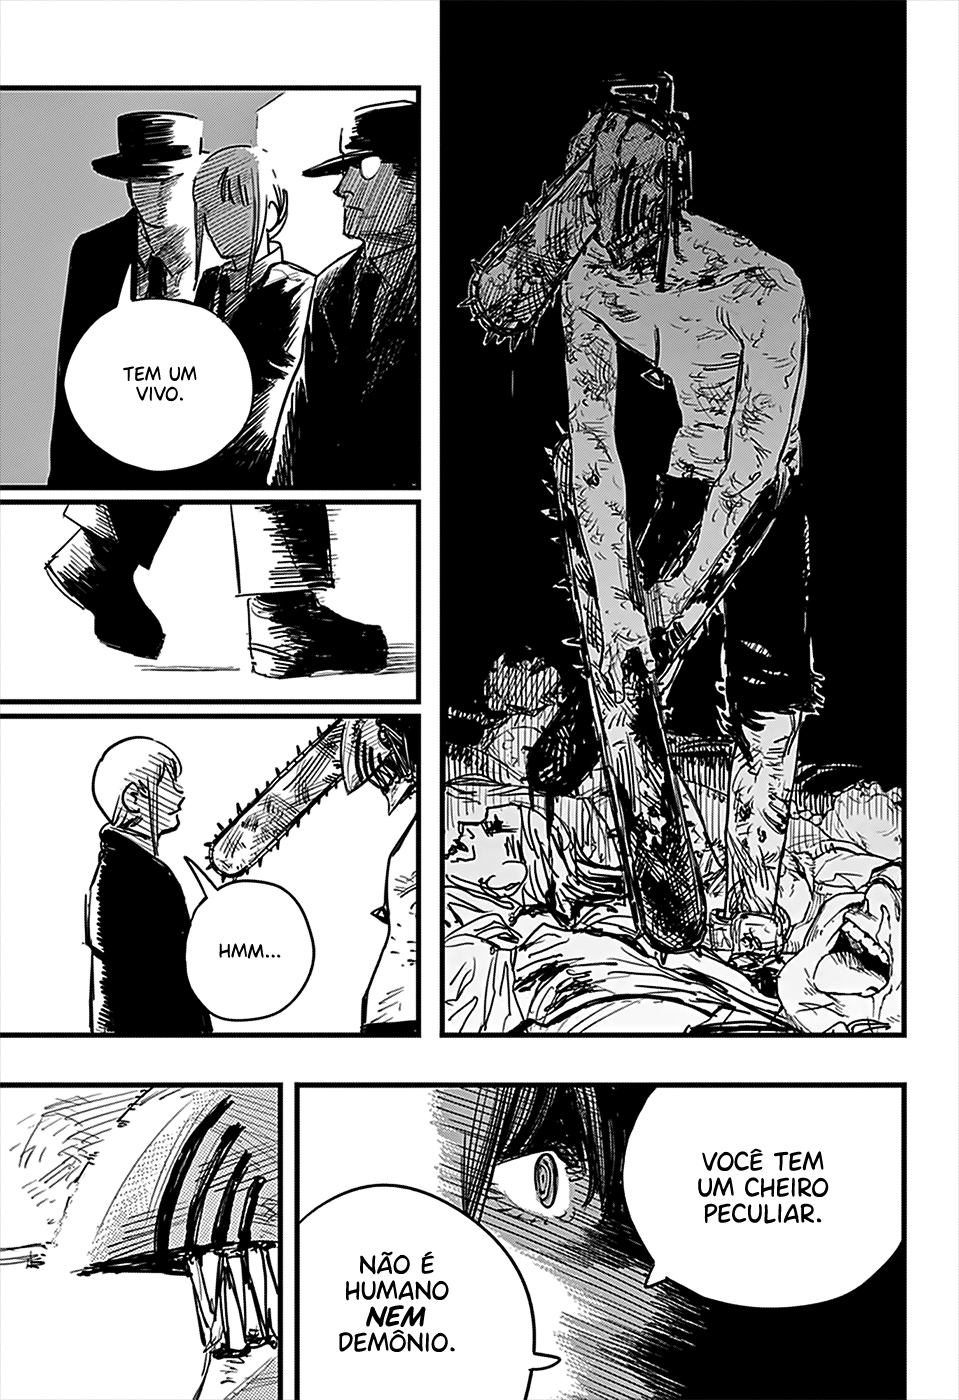 TEM UM
VIVO.
HMM...
VOCÊ TEM
UM CHEIRO
PECULIAR.
NÃO É
HUMANO
NEM
DEMÔNIO.